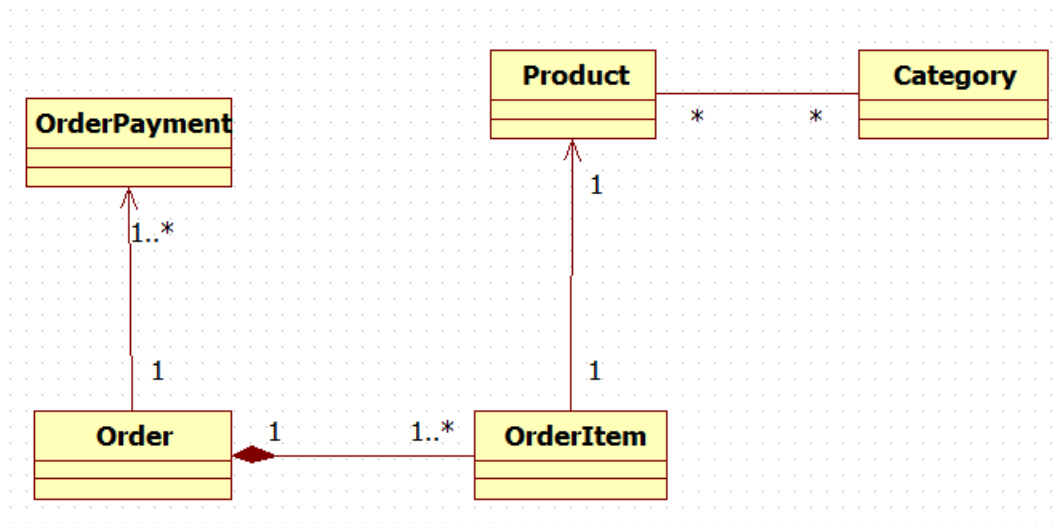 Product
Category
* *
OrderPayment
1
1..*
1
1
Order
1
1..*
OrderItem